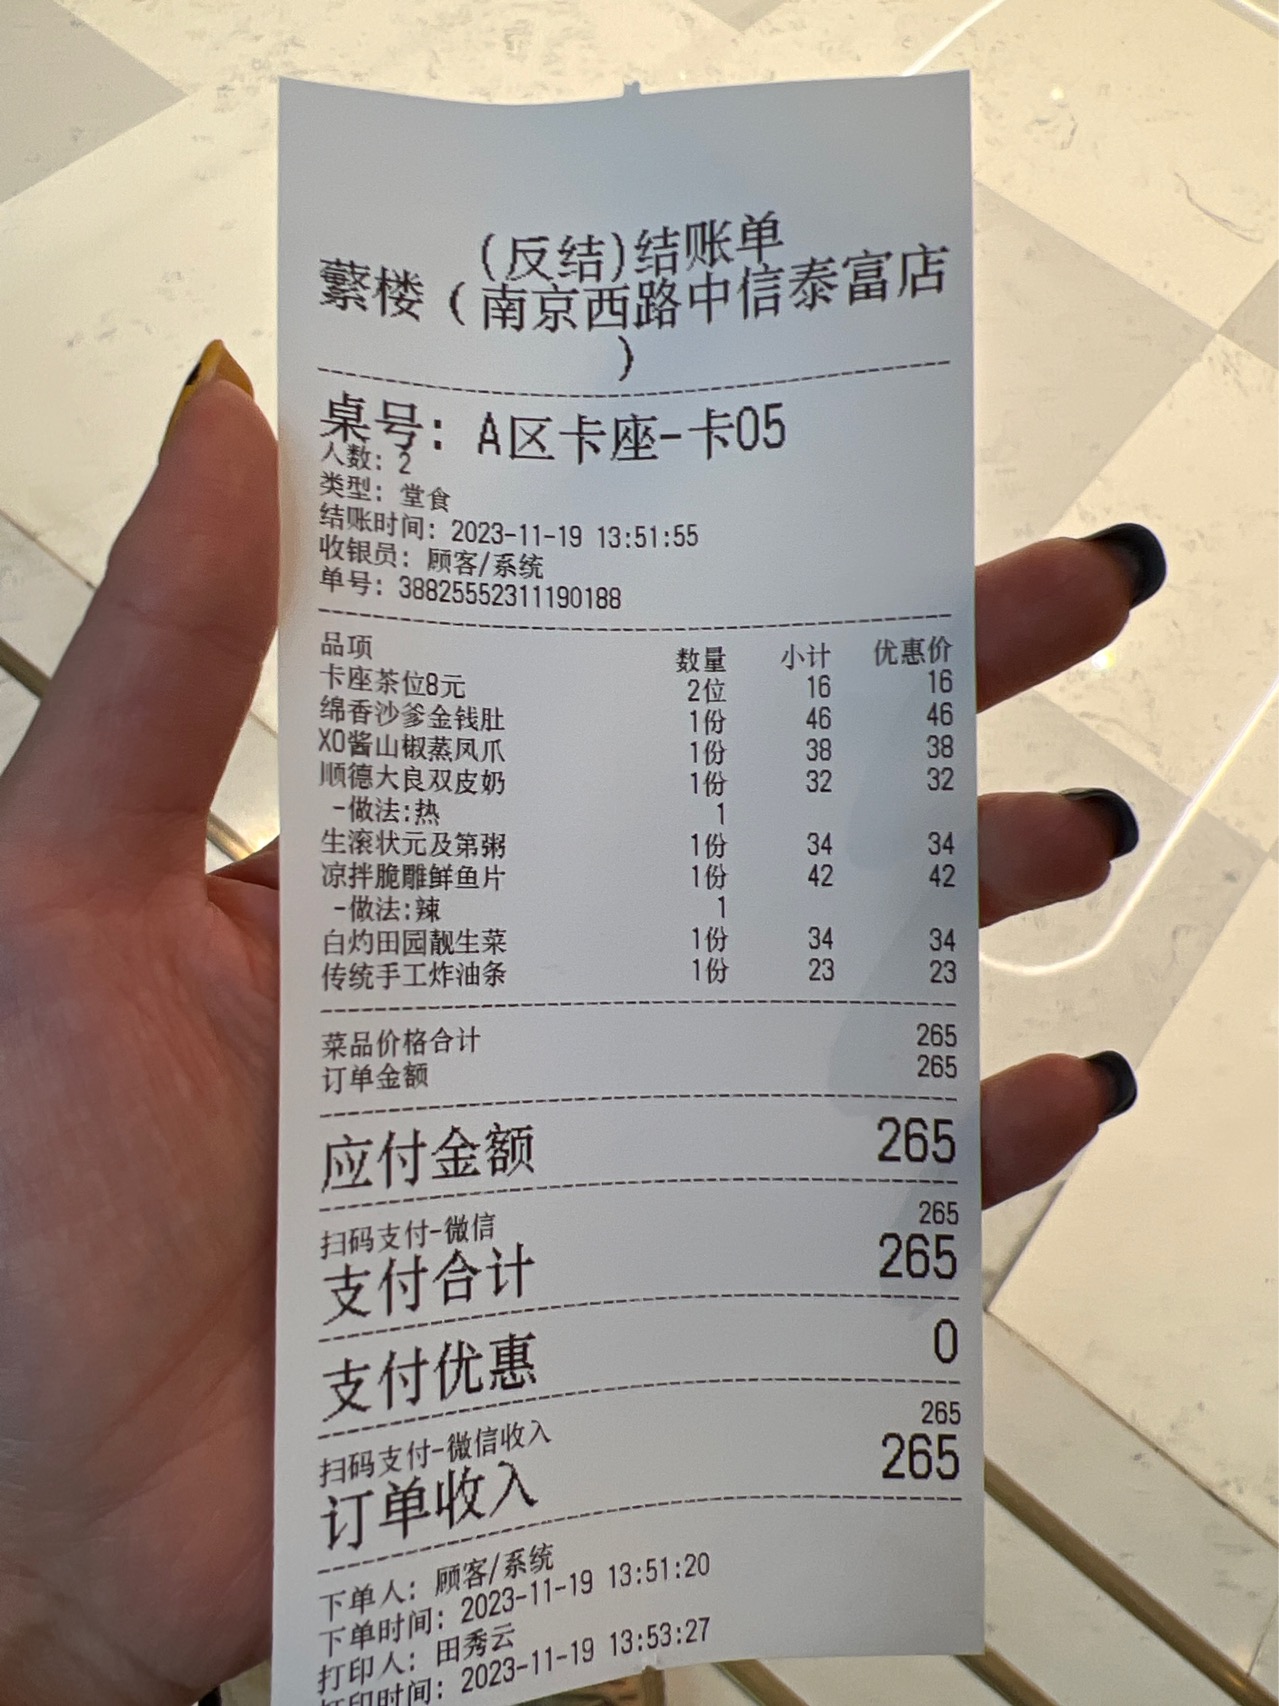 (反结)结账单
蘩楼（南京西路中信泰富店
）
桌号：A区卡座-卡05
人数：2
类型：堂食
结账时间：2023-11-19 13:51:55
收银员：顾客/系统
单号：38825552311190188
品项 数量 小计 优惠价
卡座茶位8元 2位 16 16
绵香沙爹金钱肚 1份 46 46
XO酱山椒蒸凤爪 1份 38 38
顺德大良双皮奶 1份 32 32
-做法:热 1
生滚状元及第粥 1份 34 34
凉拌脆雕鲜鱼片 1份 42 42
-做法:辣 1
白灼田园靓生菜 1份 34 34
传统手工炸油条 1份 23 23
菜品价格合计 265
订单金额 265
应付金额 265
扫码支付-微信 265
支付合计 265
支付优惠 0
扫码支付-微信收入 265
订单收入 265
下单人：顾客/系统
下单时间：2023-11-19 13:51:20
打印人：田秀云
打印时间：2023-11-19 13:53:27